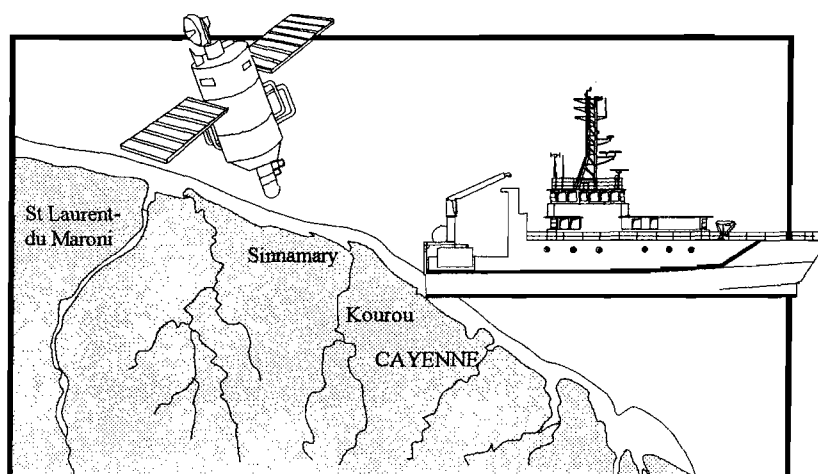 St Laurent-
du Maroni
Sinnamary
Kourou
CAYENNE